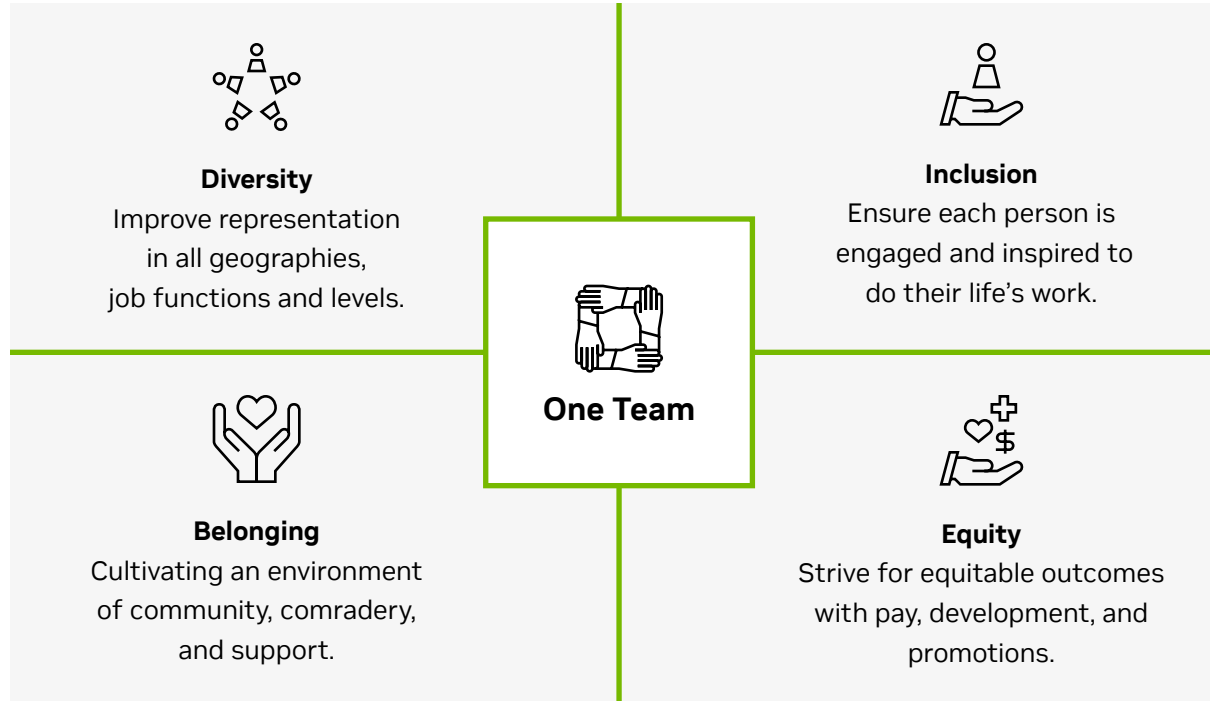 Diversity
Improve representation
in all geographies,
job functions and levels.
Inclusion
Ensure each person is
engaged and inspired to
do their life’s work.
One Team
Belonging
Cultivating an environment
of community, comradery,
and support.
Equity
Strive for equitable outcomes
with pay, development, and
promotions.